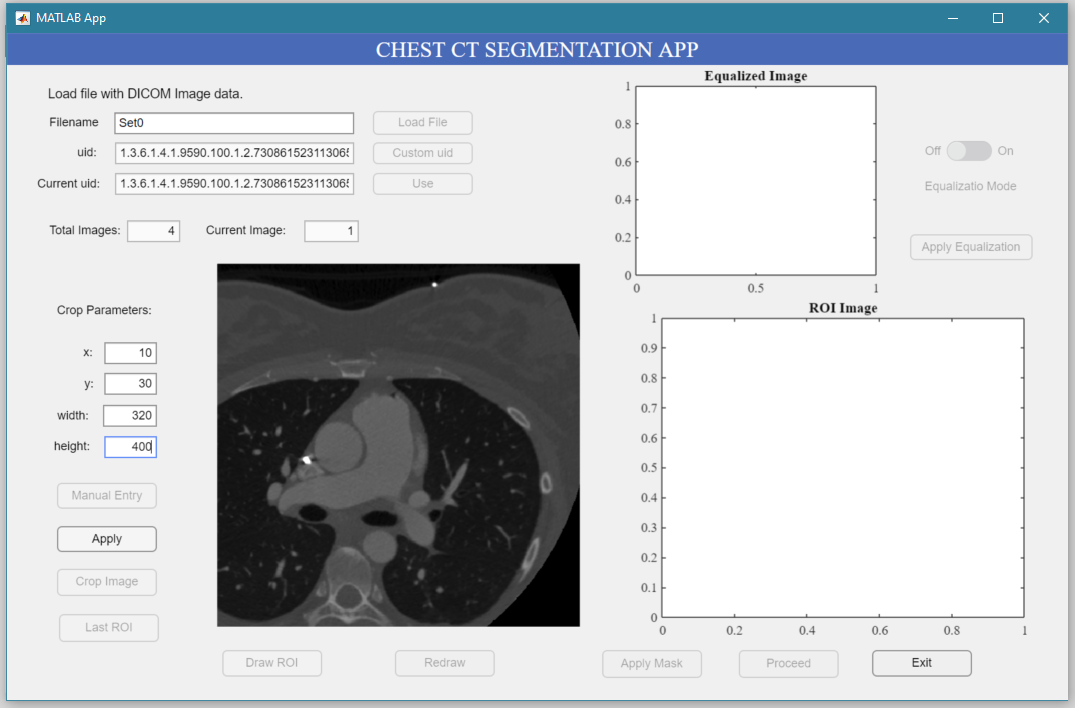 MATLAB App
CHEST CT SEGMENTATION APP
Load file with DICOM Image data.
Filename Set0 Load File
uid: 1.3.6.1.4.1.9590.100.1.2.7308615231130 Custom uid
Current uid: 1.3.6.1.4.1.9590.100.1.2.7308615231130 Use
Total Images: 4 Current Image: 1
Crop Parameters:
x: 10
y: 30
width: 320
height: 400
Manual Entry
Apply
Crop Image
Last ROI
Draw ROI
Redraw
Equalized Image
1
0.8
0.6
0.4
0.2
0
0 0.5 1
Off On
Equalizatio Mode
Apply Equalization
ROI Image
1
0.9
0.8
0.7
0.6
0.5
0.4
0.3
0.2
0.1
0
0 0.2 0.4 0.6 0.8 1
Apply Mask
Proceed
Exit